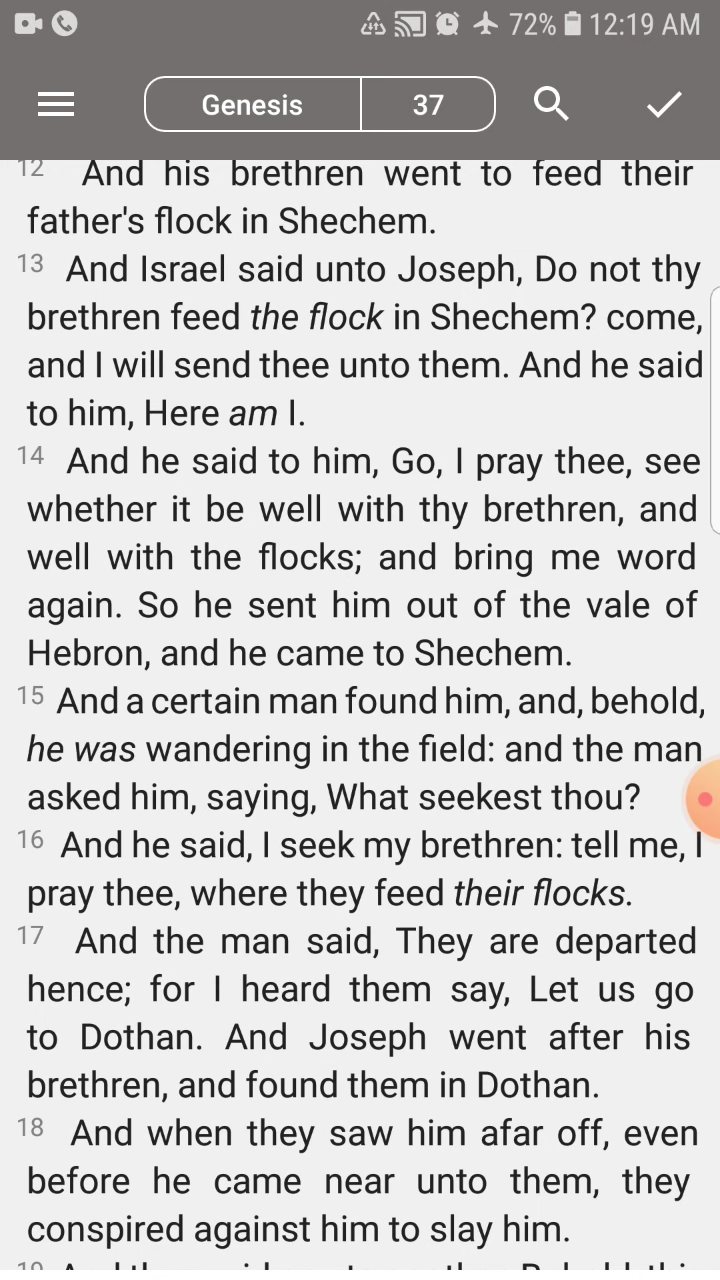 72% 12:19 AM
Genesis 37
12 And his brethren went to feed their
father's flock in Shechem.
13 And Israel said unto Joseph, Do not thy
brethren feed the flock in Shechem? come,
and I will send thee unto them. And he said
to him, Here am I.
14 And he said to him, Go, I pray thee, see
whether it be well with thy brethren, and
well with the flocks; and bring me word
again. So he sent him out of the vale of
Hebron, and he came to Shechem.
15 And a certain man found him, and, behold,
he was wandering in the field: and the man
asked him, saying, What seekest thou?
16 And he said, I seek my brethren: tell me, I
pray thee, where they feed their flocks.
17 And the man said, They are departed
hence; for I heard them say, Let us go
to Dothan. And Joseph went after his
brethren, and found them in Dothan.
18 And when they saw him afar off, even
before he came near unto them, they
conspired against him to slay him.